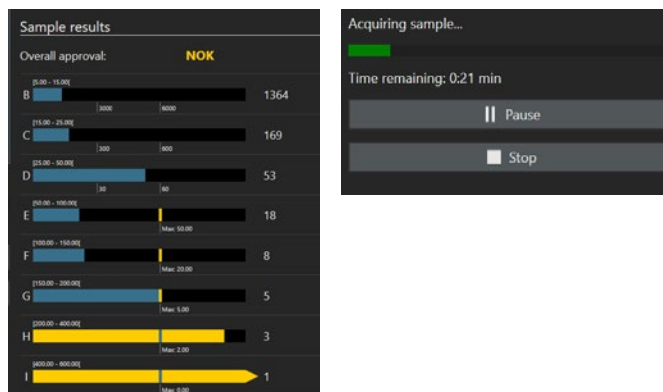 Sample results
Overall approval: NOK
[5.00 - 15.00[
B 1364
3000 6000
[15.00 - 25.00[
C 169
300 600
[25.00 - 50.00[
D 53
30 60
[50.00 - 100.00[
E 18
Max: 50.00
[100.00 - 150.00[
F 8
Max: 20.00
[150.00 - 200.00[
G 5
Max: 5.00
[200.00 - 400.00[
H 3
Max: 2.00
[400.00 - 600.00[
I 1
Max: 0.00
Acquiring sample...
Time remaining: 0:21 min
Pause
Stop